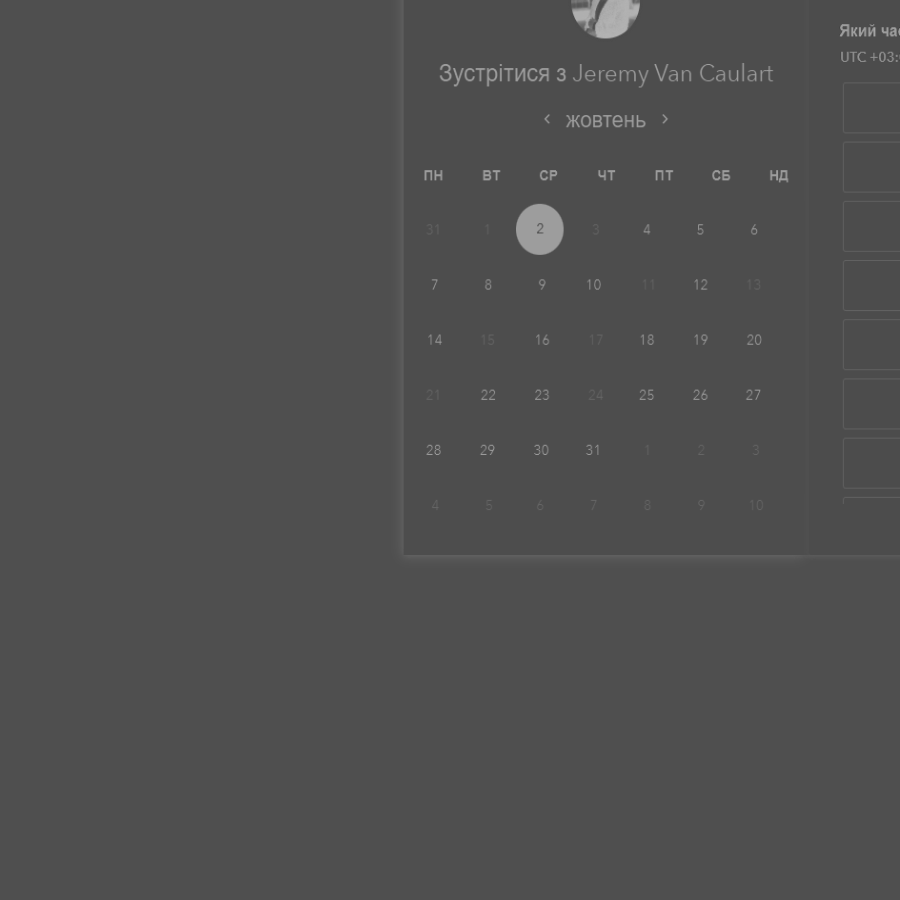 Зустрітися з Jeremy Van Caulart
жовтень
ПН ВТ СР ЧТ ПТ СБ НД
31 1 2 3 4 5 6
7 8 9 10 11 12 13
14 15 16 17 18 19 20
21 22 23 24 25 26 27
28 29 30 31 1 2 3
4 5 6 7 8 9 10
Який
UTC +03: